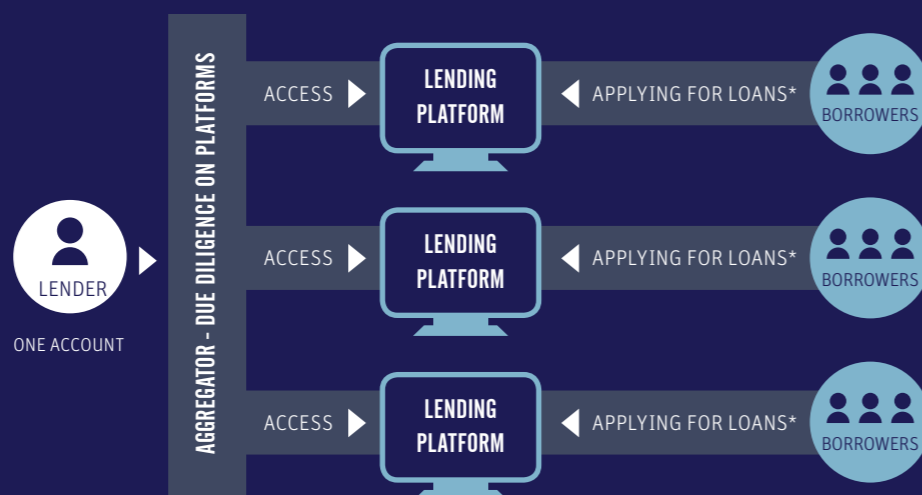 LENDER
ONE ACCOUNT
AGGREGATOR - DUE DILIGENCE ON PLATFORMS
ACCESS
LENDING
PLATFORM
APPLYING FOR LOANS*
BORROWERS
ACCESS
LENDING
PLATFORM
APPLYING FOR LOANS*
BORROWERS
ACCESS
LENDING
PLATFORM
APPLYING FOR LOANS*
BORROWERS